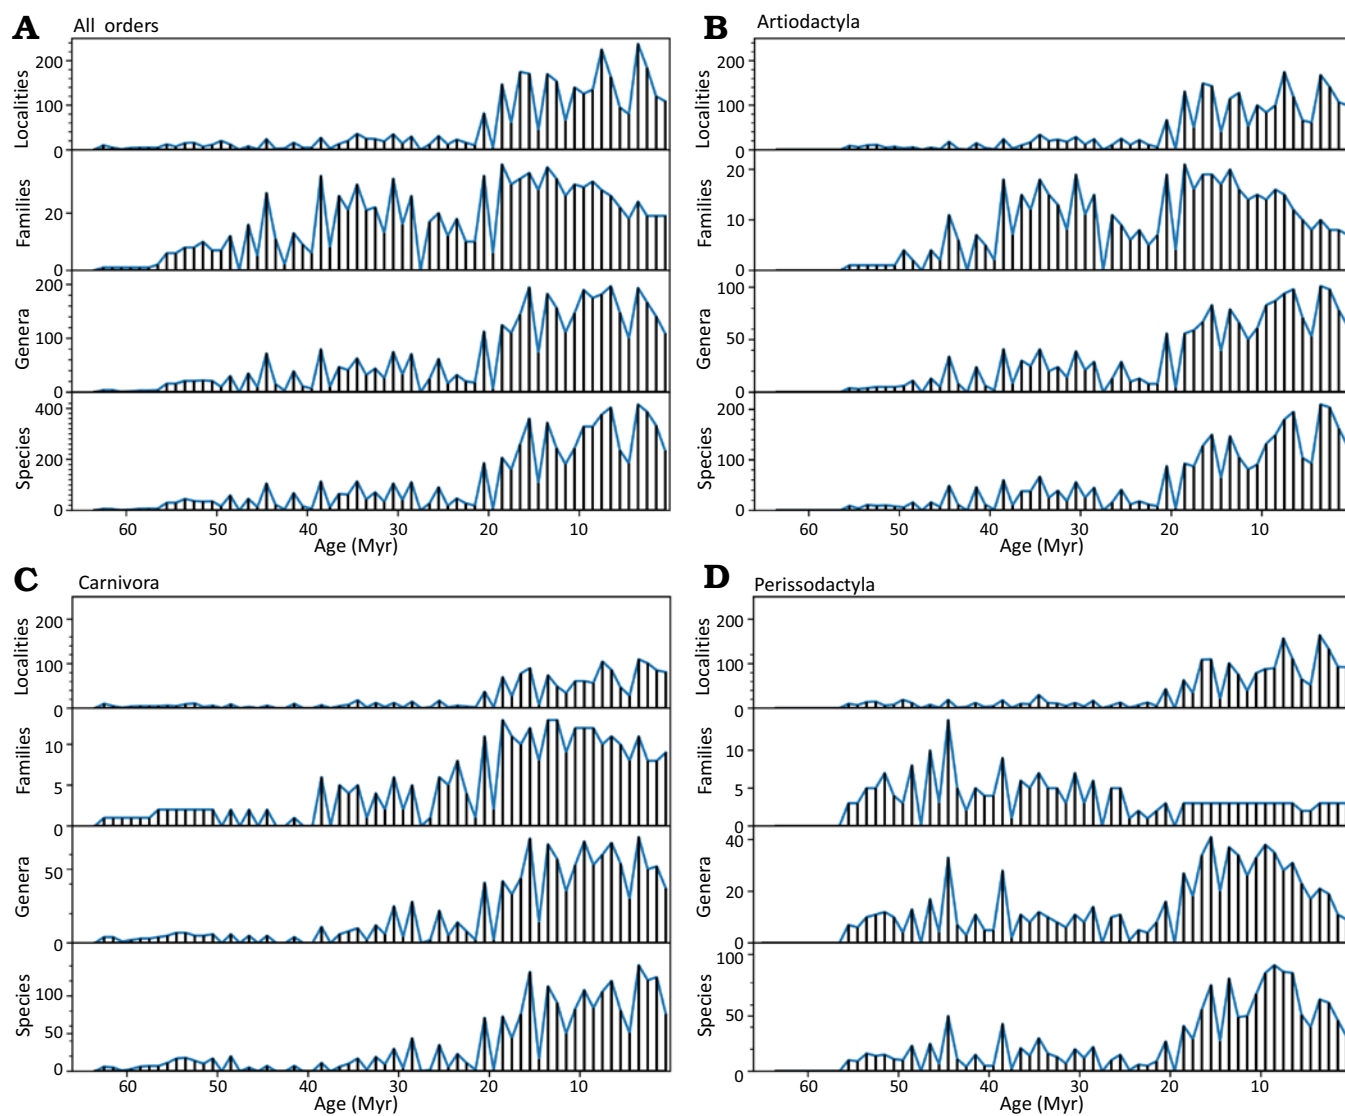 A All orders
Localities
200
100
0
Families
20
0
Genera
200
100
0
Species
400
200
0
60 50 40 30 20 10
Age (Myr)
B Artiodactyla
Localities
200
100
0
Families
20
10
0
Genera
100
50
0
Species
200
100
0
60 50 40 30 20 10
Age (Myr)
C Carnivora
Localities
200
100
0
Families
10
5
0
Genera
50
0
Species
100
50
0
60 50 40 30 20 10
Age (Myr)
D Perissodactyla
Localities
200
100
0
Families
10
5
0
Genera
40
20
0
Species
100
50
0
60 50 40 30 20 10
Age (Myr)